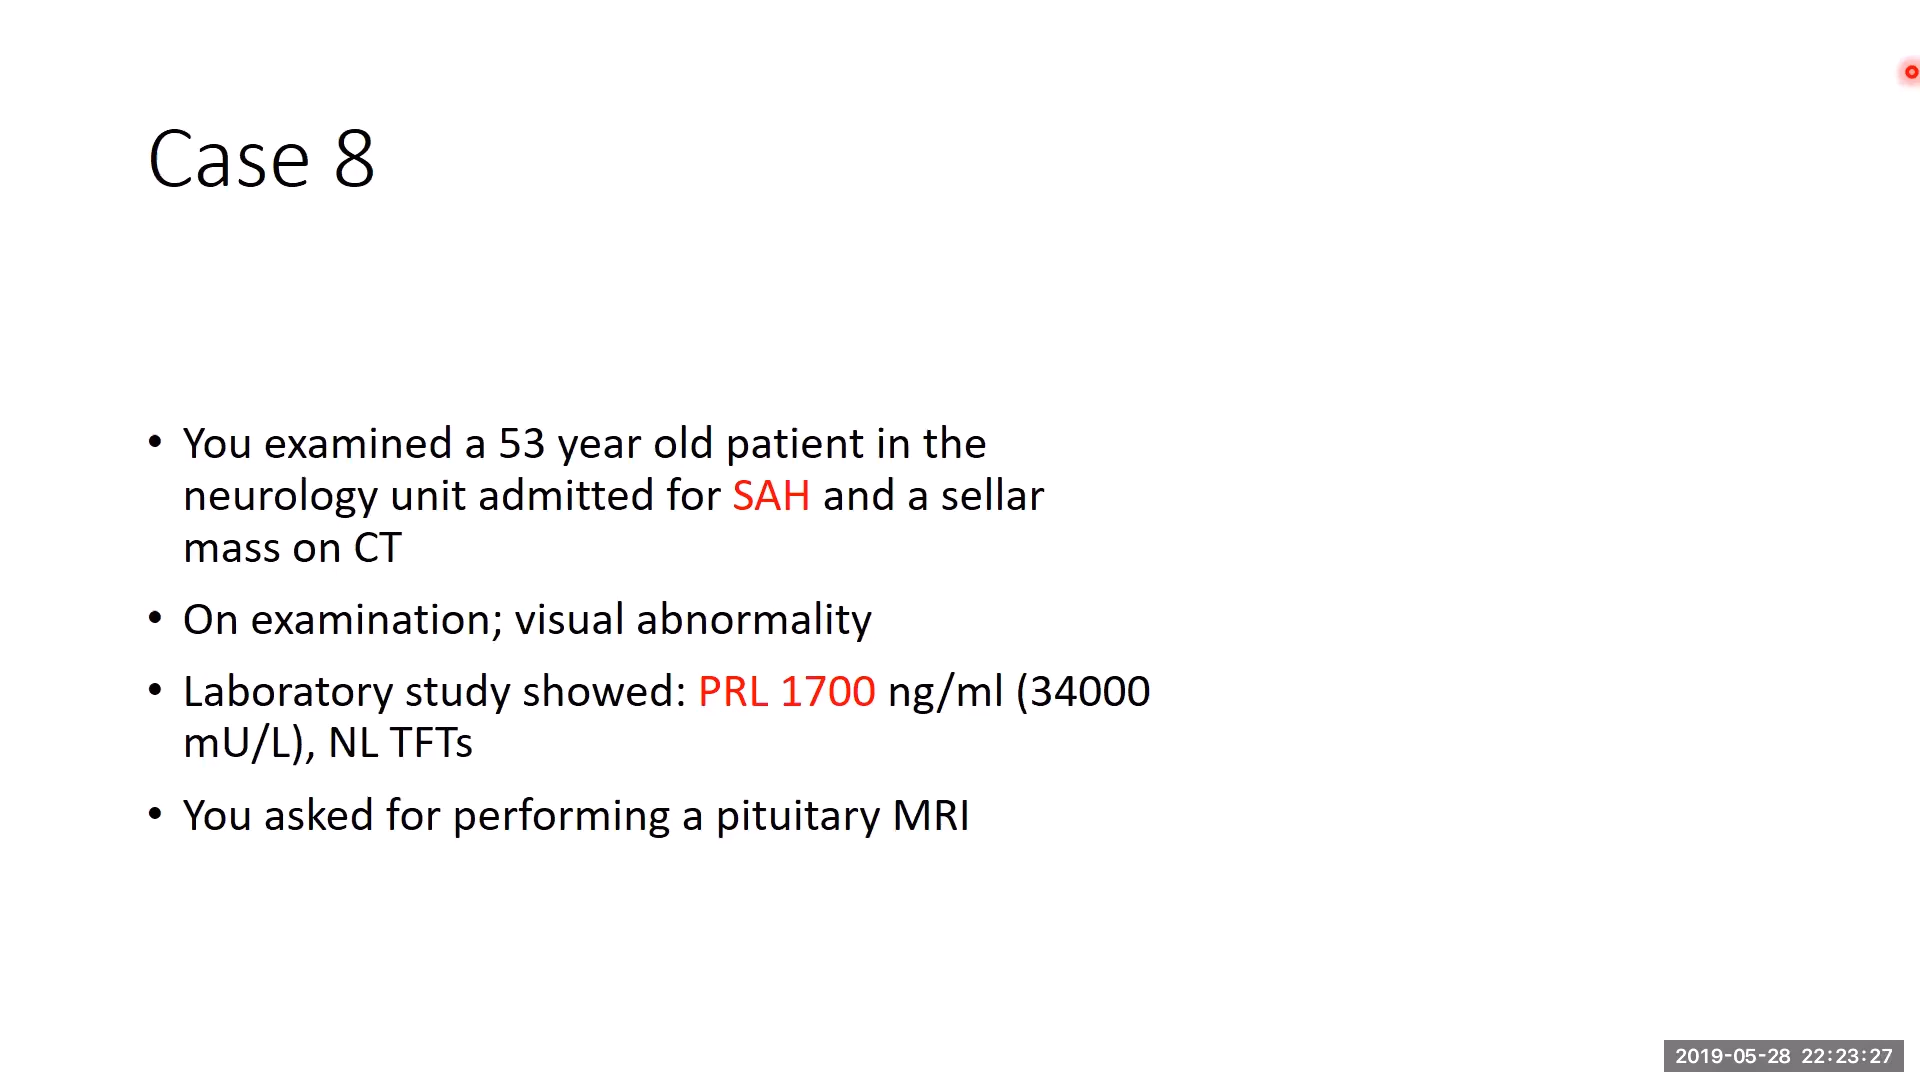 Case 8
• You examined a 53 year old patient in the
neurology unit admitted for SAH and a sellar
mass on CT
• On examination; visual abnormality
• Laboratory study showed: PRL 1700 ng/ml (34000
mU/L), NL TFTs
• You asked for performing a pituitary MRI
2019-05-28 22:23:27